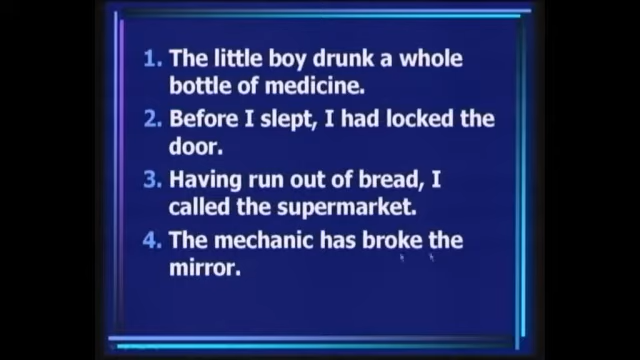 1. The little boy drunk a whole
bottle of medicine.
2. Before I slept, I had locked the
door.
3. Having run out of bread, I
called the supermarket.
4. The mechanic has broke the
mirror.